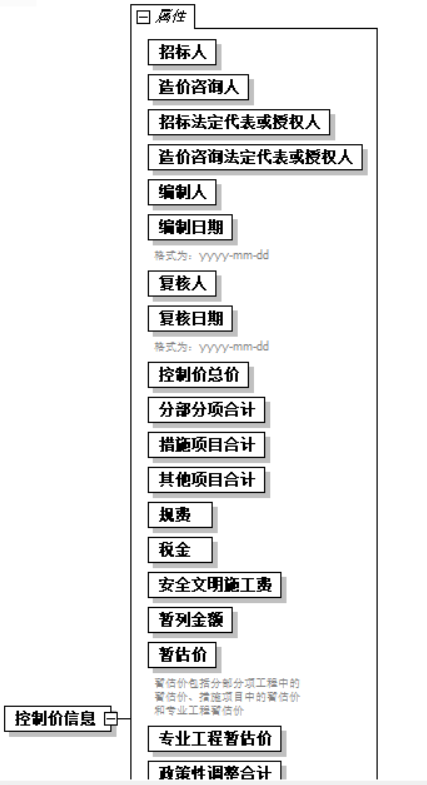 属性
招标人
造价咨询人
招标法定代表或授权人
造价咨询法定代表或授权人
编制人
编制日期
格式为：yyyy-mm-dd
复核人
复核日期
格式为：yyyy-mm-dd
控制价总价
分部分项合计
措施项目合计
其他项目合计
规费
税金
安全文明施工费
暂列金额
暂估价
暂估价包括分部分项工程中的
暂估价、措施项目中的暂估价
和专业工程暂估价
控制价信息
专业工程暂估价
政策性调整合计